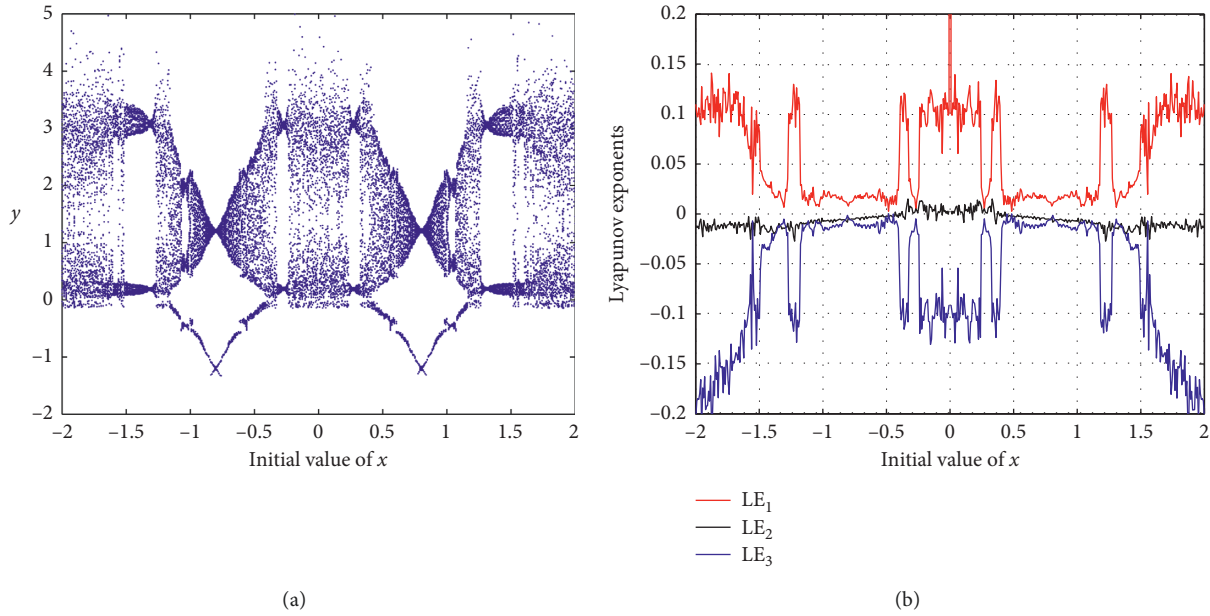 5
4
3
2
y
1
0
−1
−2
−2 −1.5 −1 −0.5 0 0.5 1 1.5 2
Initial value of x
(a)
0.2
0.15
0.1
0.05
0
−0.05
−0.1
−0.15
−0.2
Lyapunov exponents
−2 −1.5 −1 −0.5 0 0.5 1 1.5 2
Initial value of x
LE1
LE2
LE3
(b)